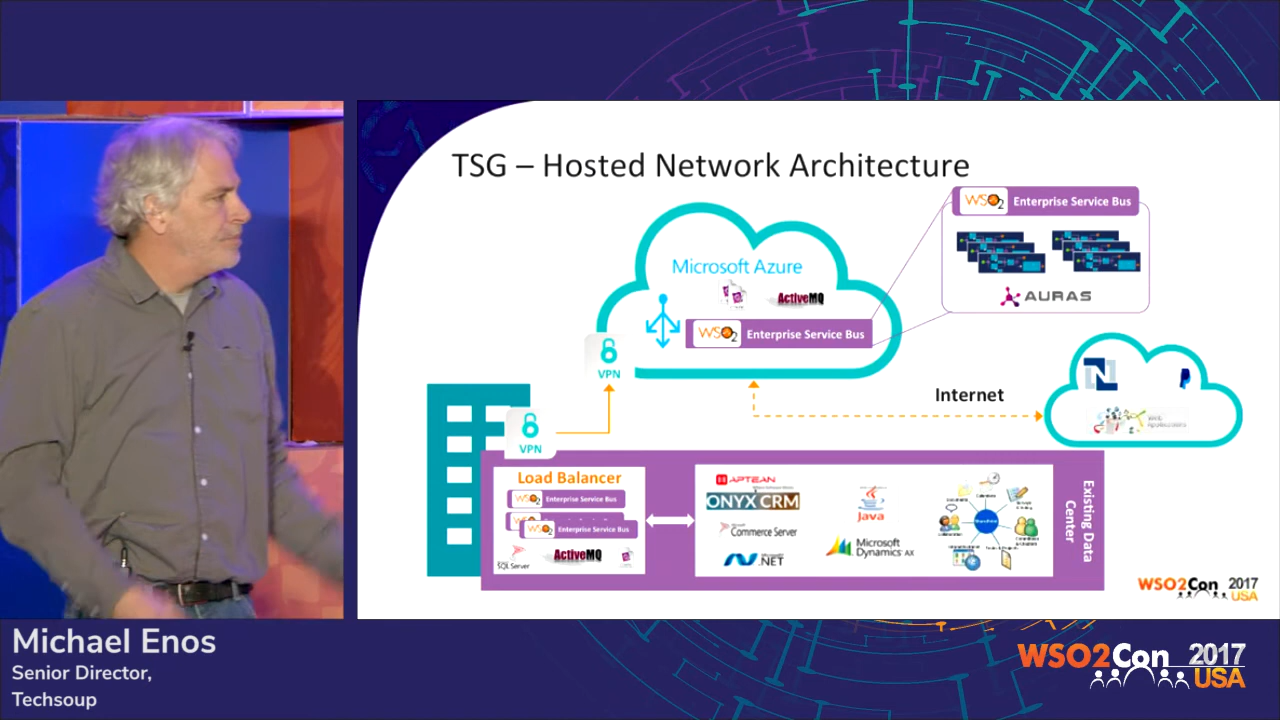 TSG – Hosted Network Architecture
WSO2 Enterprise Service Bus
AURAS
Microsoft Azure
ActiveMQ
WSO2 Enterprise Service Bus
VPN
Internet
N
VPN
Load Balancer
WSO2 Enterprise Service Bus
WSO2 Enterprise Service Bus
SQL Server
ActiveMQ
APTEAN
ONYX CRM
Commerce Server
Microsoft
.NET
Java
Microsoft
Dynamics AX
SharePoint
Existing Data
Center
WSO2Con 2017
USA
Michael Enos
Senior Director,
Techsoup
WSO2Con 2017
USA